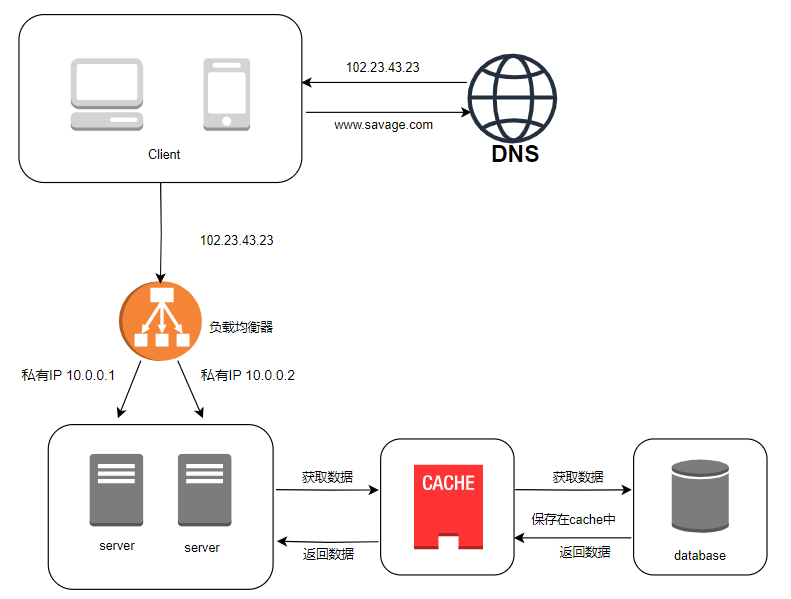 102.23.43.23
www.savage.com
DNS
Client
102.23.43.23
负载均衡器
私有IP 10.0.0.1
私有IP 10.0.0.2
server
server
获取数据
返回数据
CACHE
获取数据
保存在cache中
返回数据
database